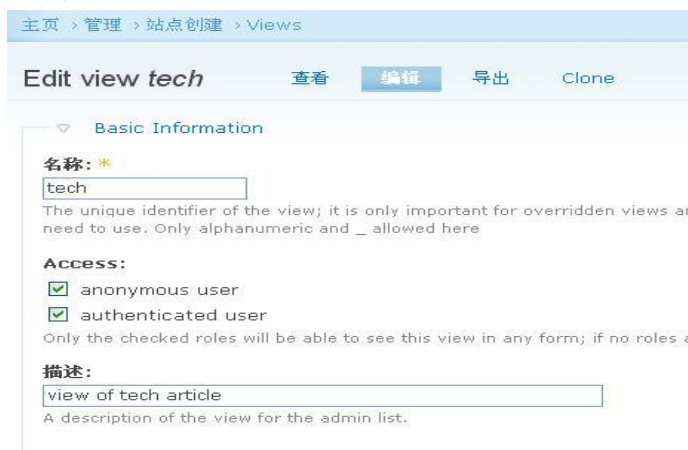 主页 > 管理 > 站点创建 > Views
Edit view tech 查看 编辑 导出 Clone
Basic Information
名称: *
tech
The unique identifier of the view; it is only important for overridden views
need to use. Only alphanumeric and _ allowed here
Access:
anonymous user
authenticated user
Only the checked roles will be able to see this view in any form; if no roles
描述:
view of tech article
A description of the view for the admin list.